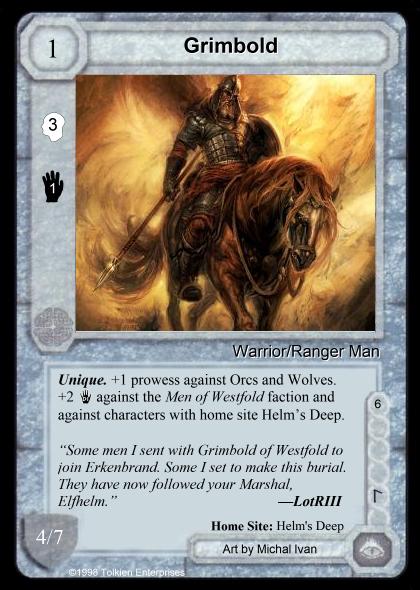 1
Grimbold
3
1
Warrior/Ranger Man
Unique. +1 prowess against Orcs and Wolves.
+2 against the Men of Westfold faction and
against characters with home site Helm’s Deep.
6
“Some men I sent with Grimbold of Westfold to
join Erkenbrand. Some I set to make this burial.
They have now followed your Marshal,
Elfhelm.” —LotRIII
Home Site: Helm’s Deep
4/7
Art by Michal Ivan
©1998 Tolkien Enterprises